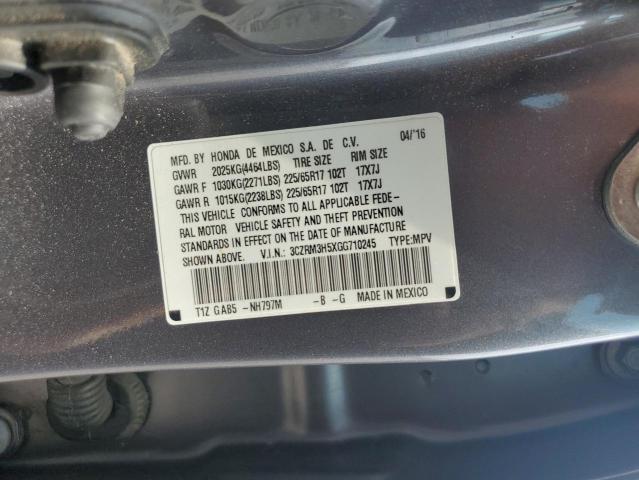 MFD. BY HONDA DE MEXICO S.A. DE C.V. 04/'16
GVWR 2025KG(4464LBS) TIRE SIZE RIM SIZE
GAWR F 1030KG(2271LBS) 225/65R17 102T 17X7J
GAWR R 1015KG(2238LBS) 225/65R17 102T 17X7J
THIS VEHICLE CONFORMS TO ALL APPLICABLE FEDE-
RAL MOTOR VEHICLE SAFETY AND THEFT PREVENTION
STANDARDS IN EFFECT ON THE DATE OF MANUFACTURE
SHOWN ABOVE. V.I.N.: 3CZRM3H5XGG710245 TYPE:MPV
T1Z GAB5 -NH797M -B -G MADE IN MEXICO